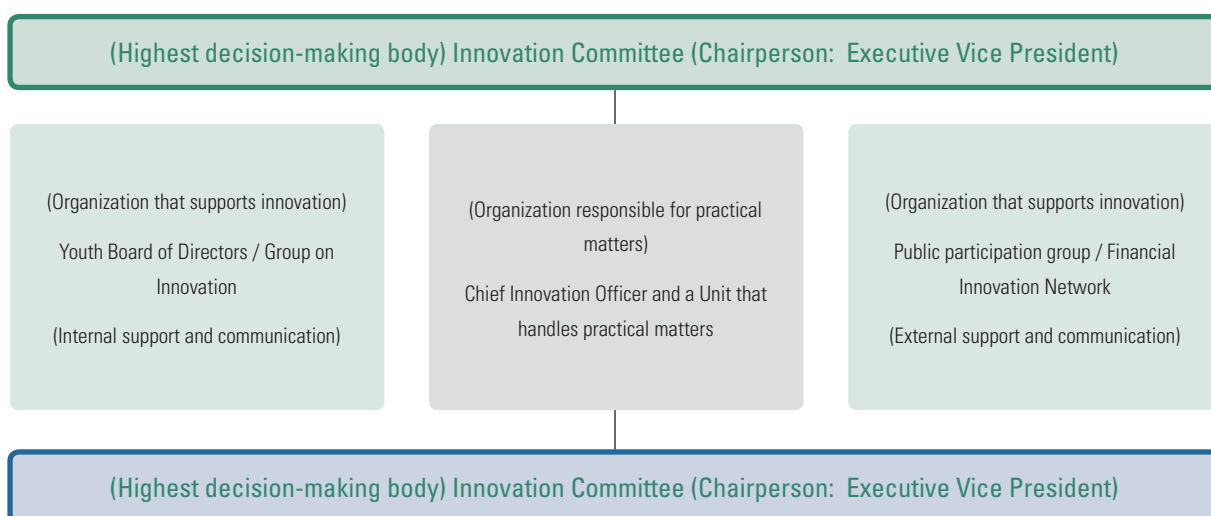 (Highest decision-making body) Innovation Committee (Chairperson: Executive Vice President)
(Organization that supports innovation)
Youth Board of Directors / Group on
Innovation
(Internal support and communication)
(Organization responsible for practical
matters)
Chief Innovation Officer and a Unit that
handles practical matters
(Organization that supports innovation)
Public participation group / Financial
Innovation Network
(External support and communication)
(Highest decision-making body) Innovation Committee (Chairperson: Executive Vice President)